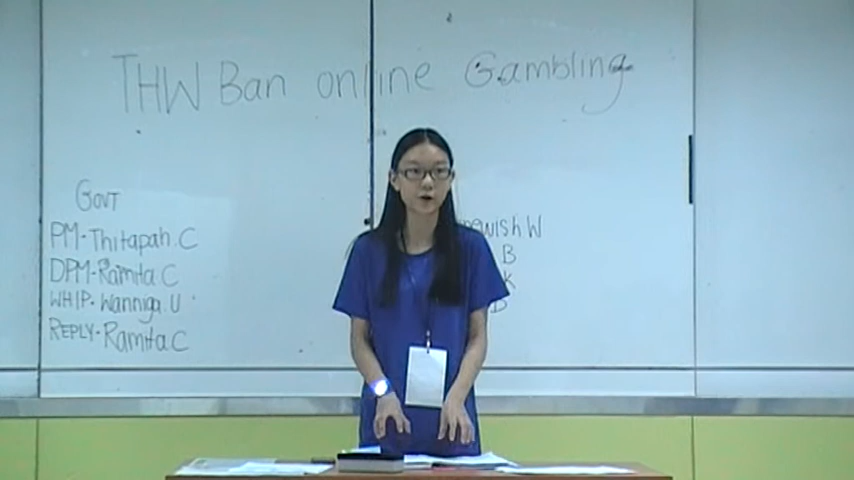 THW Ban online Gambling
GOVT
PM-Thitapah.C
DPM-Ramita C
WHIP-Wanniga.U
REPLY-Ramita C
W
B
K
D